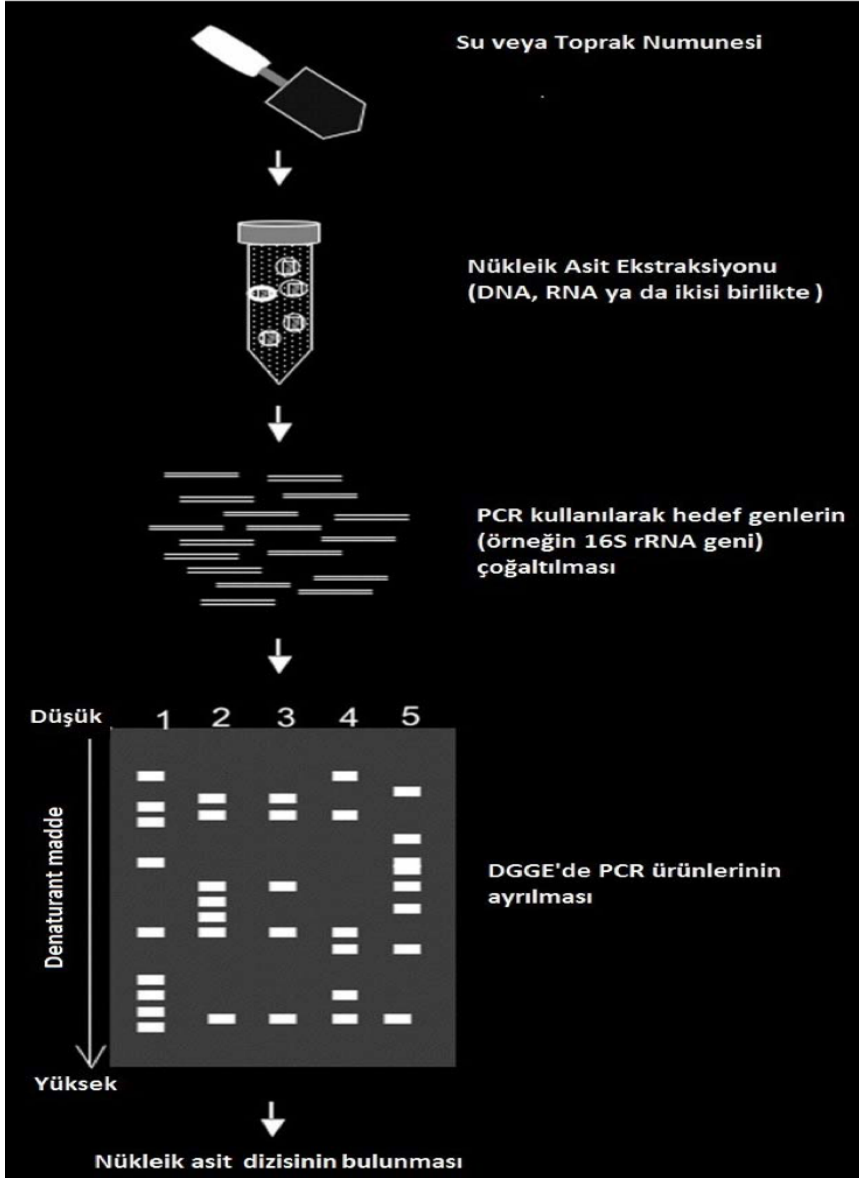 Su veya Toprak Numunesi
Nükleik Asit Ekstraksiyonu
(DNA, RNA ya da ikisi birlikte )
PCR kullanılarak hedef genlerin
(örneğin 16S rRNA geni)
çoğaltılması
Düşük
1 2 3 4 5
Denaturant madde
DGGE'de PCR ürünlerinin
ayrılması
Yüksek
Nükleik asit dizisinin bulunması